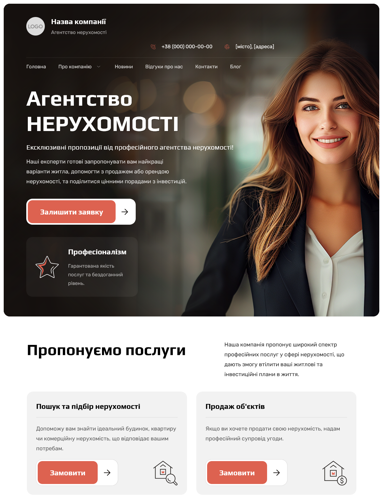 LOGO
Назва компанії
Агентство нерухомості
+38 (000) 000-00-00
[місто], [адреса]
Головна
Про компанію
Новини
Відгуки про нас
Контакти
Блог
Агентство
НЕРУХОМОСТІ
Ексклюзивні пропозиції від професійного агентства нерухомості!
Наші експерти готові запропонувати вам найкращі
варіанти житла, допомогти з продажем або орендою
нерухомості, та поділитися цінними порадами з інвестицій.
Залишити заявку
Професіоналізм
Гарантована якість
послуг та бездоганний
рівень
Пропонуємо послуги
Наша компанія пропонує широкий спектр
професійних послуг у сфері нерухомості, що
дають змогу втілити ваші житлові та
інвестиційні плани в життя.
Пошук та підбір нерухомості
Допоможу вам знайти ідеальний будинок, квартиру
чи комерційну нерухомість, що відповідає вашим
потребам.
Замовити
Продаж об'єктів
Якщо ви хочете продати свою нерухомість, надам
професійний супровід угоди.
Замовити